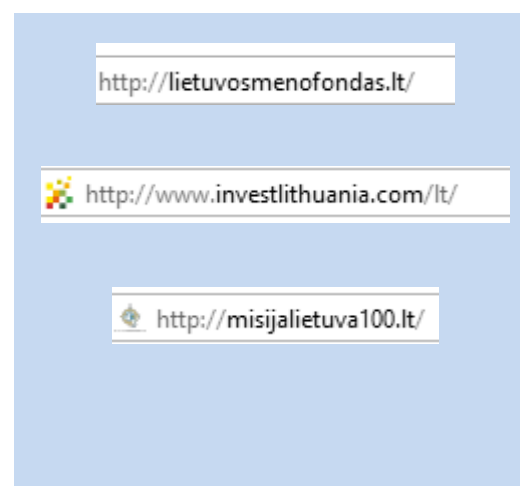 http://lietuvosmenofondas.lt/
http://www.investlithuania.com/lt/
http://misijalietuva100.lt/